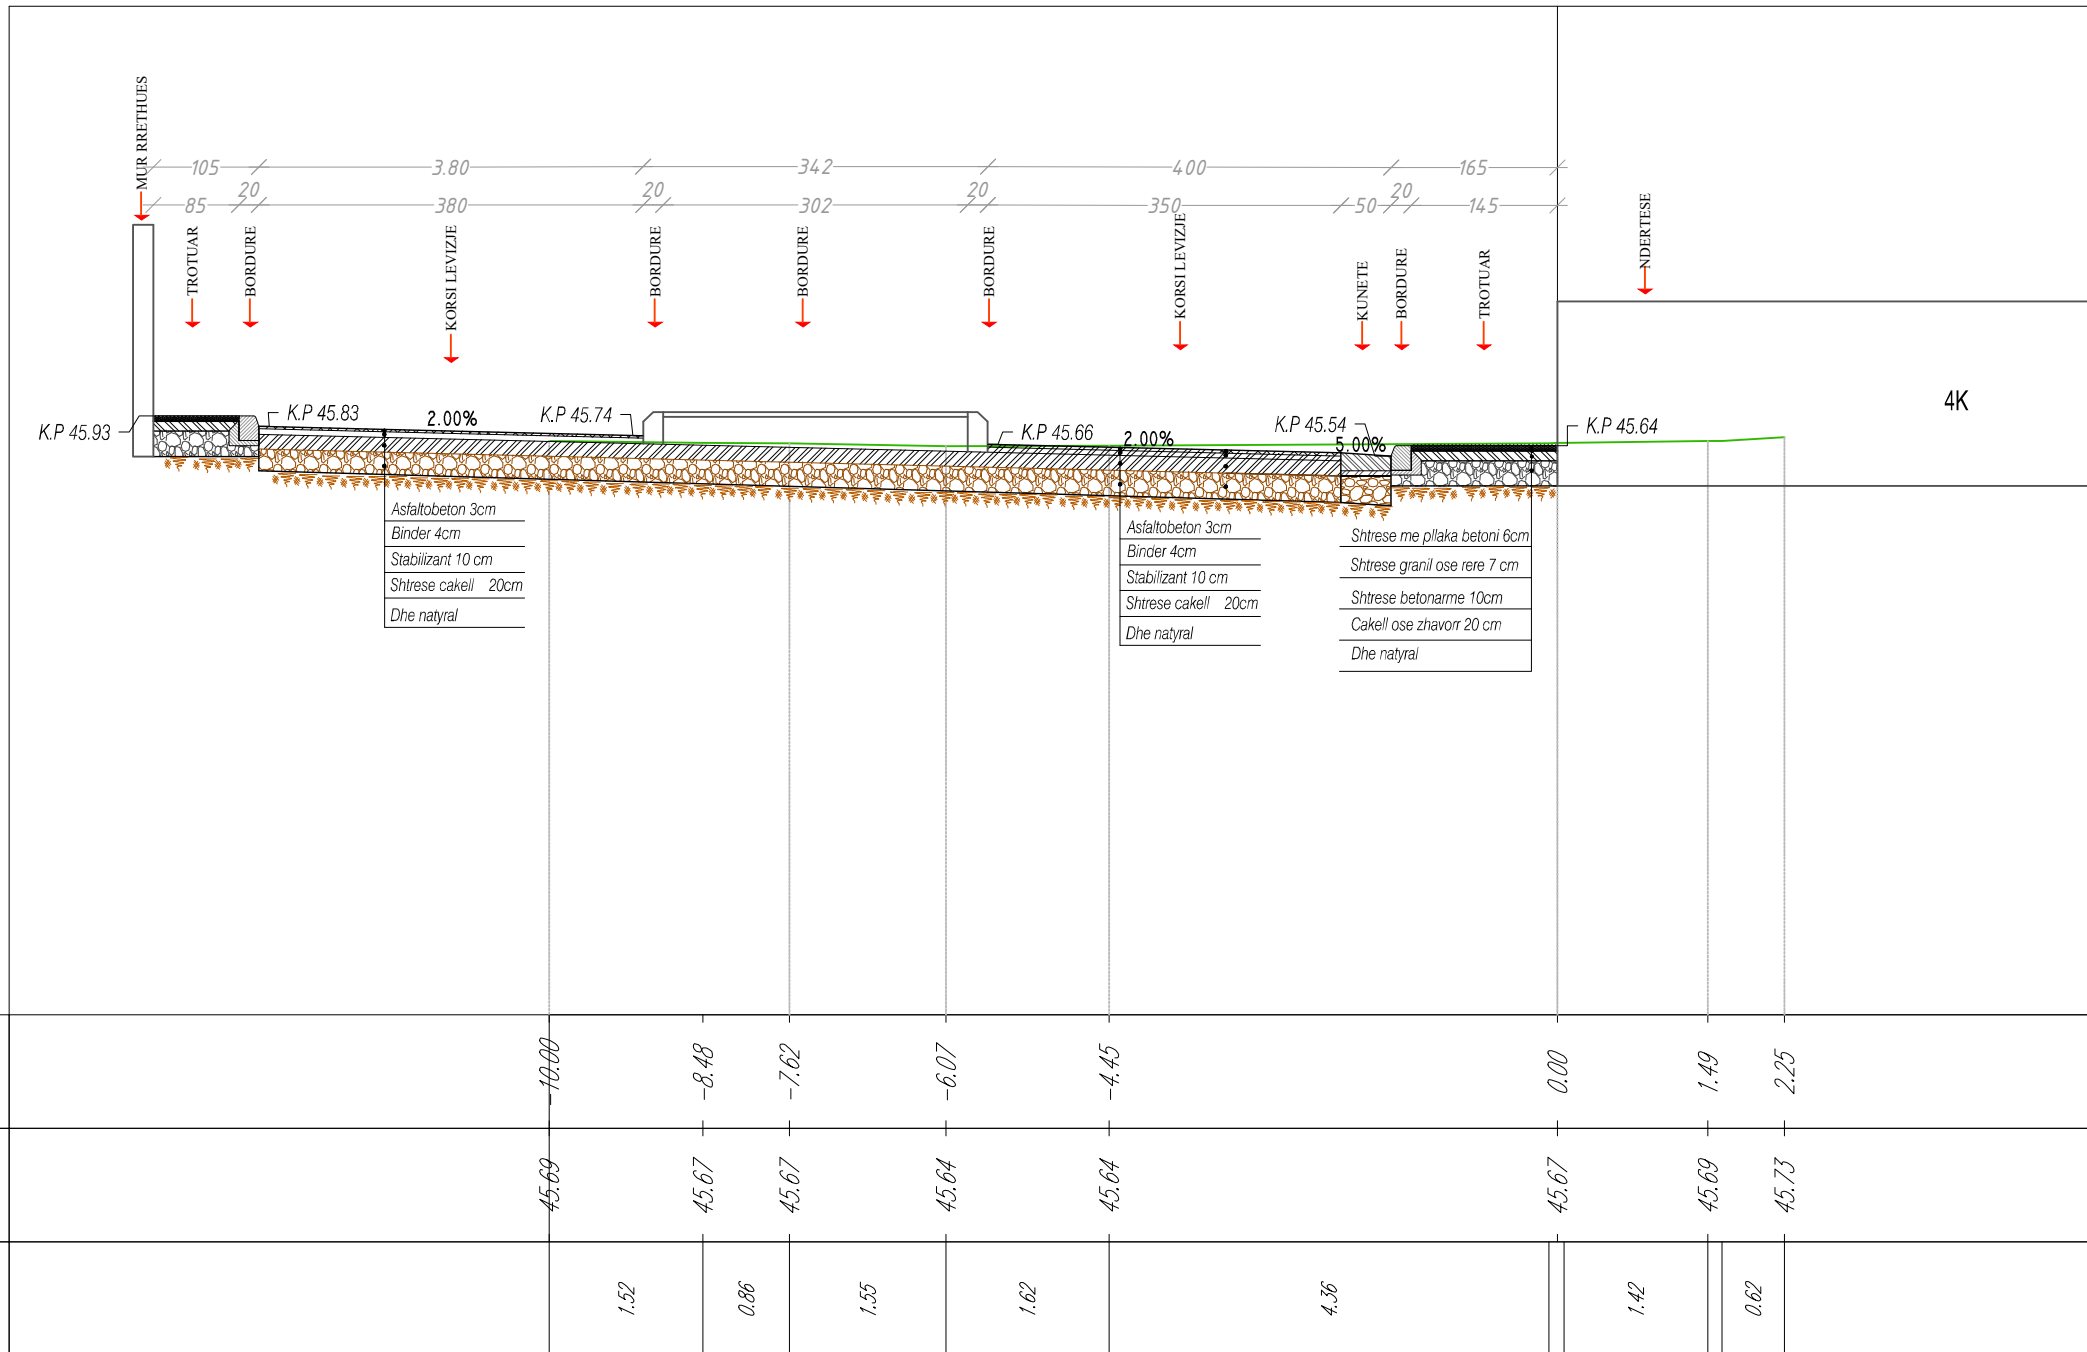 MUR RRETHUES
105
3.80
342
400
165
85
20
380
20
302
20
350
50
20
145
TROTUAR
BORDURE
KORSI LEVIZJE
BORDURE
BORDURE
BORDURE
KORSI LEVIZJE
KUNETE
BORDURE
TROTUAR
NDERTESE
4K
K.P 45.93
K.P 45.83
2.00%
K.P 45.74
K.P 45.66
2.00%
K.P 45.54
5.00%
K.P 45.64
Asfaltobeton 3cm
Binder 4cm
Stabilizant 10 cm
Shtrese cakell 20cm
Dhe natyral
Asfaltobeton 3cm
Binder 4cm
Stabilizant 10 cm
Shtrese cakell 20cm
Dhe natyral
Shtrese me pllaka betoni 6cm
Shtrese granil ose rere 7 cm
Shtrese betonarme 10cm
Cakell ose zhavorr 20 cm
Dhe natyral
-10.00
-8.48
-7.62
-6.07
-4.45
0.00
1.49
2.25
45.69
45.67
45.67
45.64
45.64
45.67
45.69
45.73
1.52
0.86
1.55
1.62
4.36
1.42
0.62